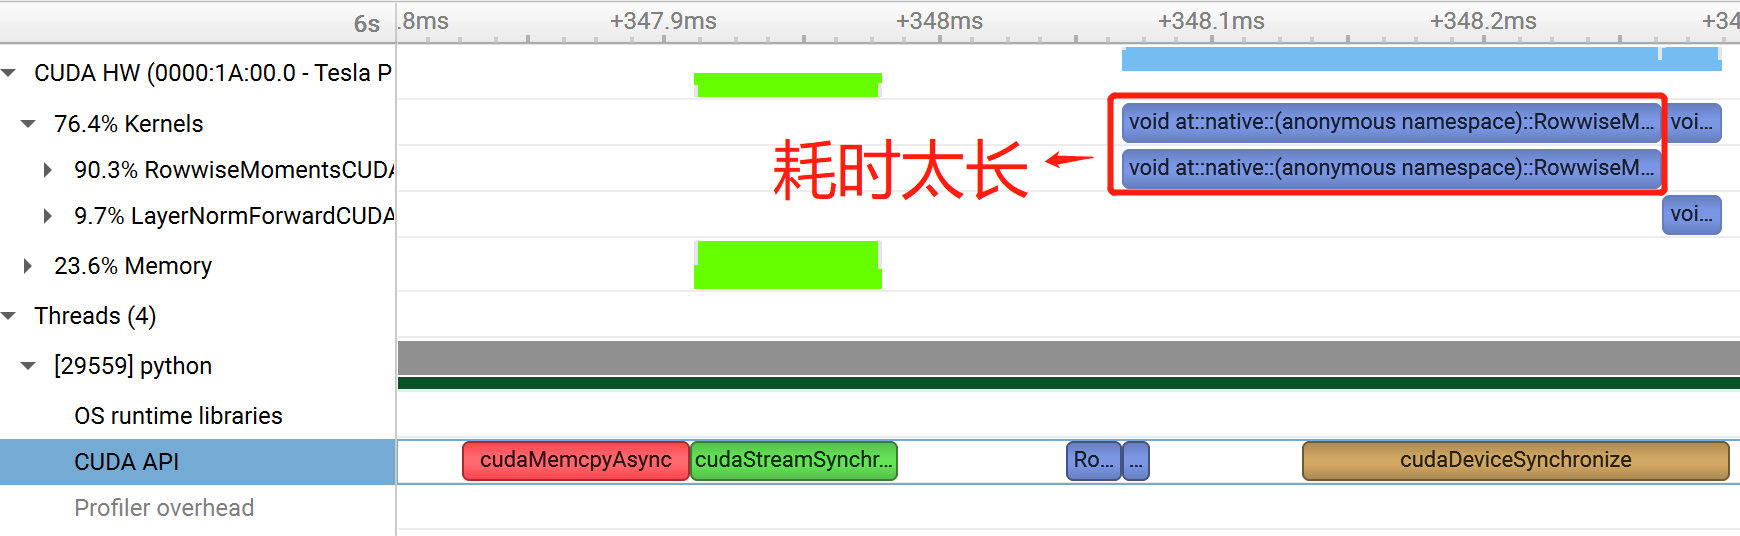 6s
.8ms +347.9ms +348ms +348.1ms +348.2ms +34
CUDA HW (0000:1A:00.0 - Tesla P
76.4% Kernels
void at::native::(anonymous namespace)::RowwiseM... voi...
90.3% RowwiseMomentsCUDA
void at::native::(anonymous namespace)::RowwiseM...
耗时太长
9.7% LayerNormForwardCUDA
voi...
23.6% Memory
Threads (4)
[29559] python
OS runtime libraries
CUDA API
cudaMemcpyAsync cudaStreamSynchr... Ro... ... cudaDeviceSynchronize
Profiler overhead